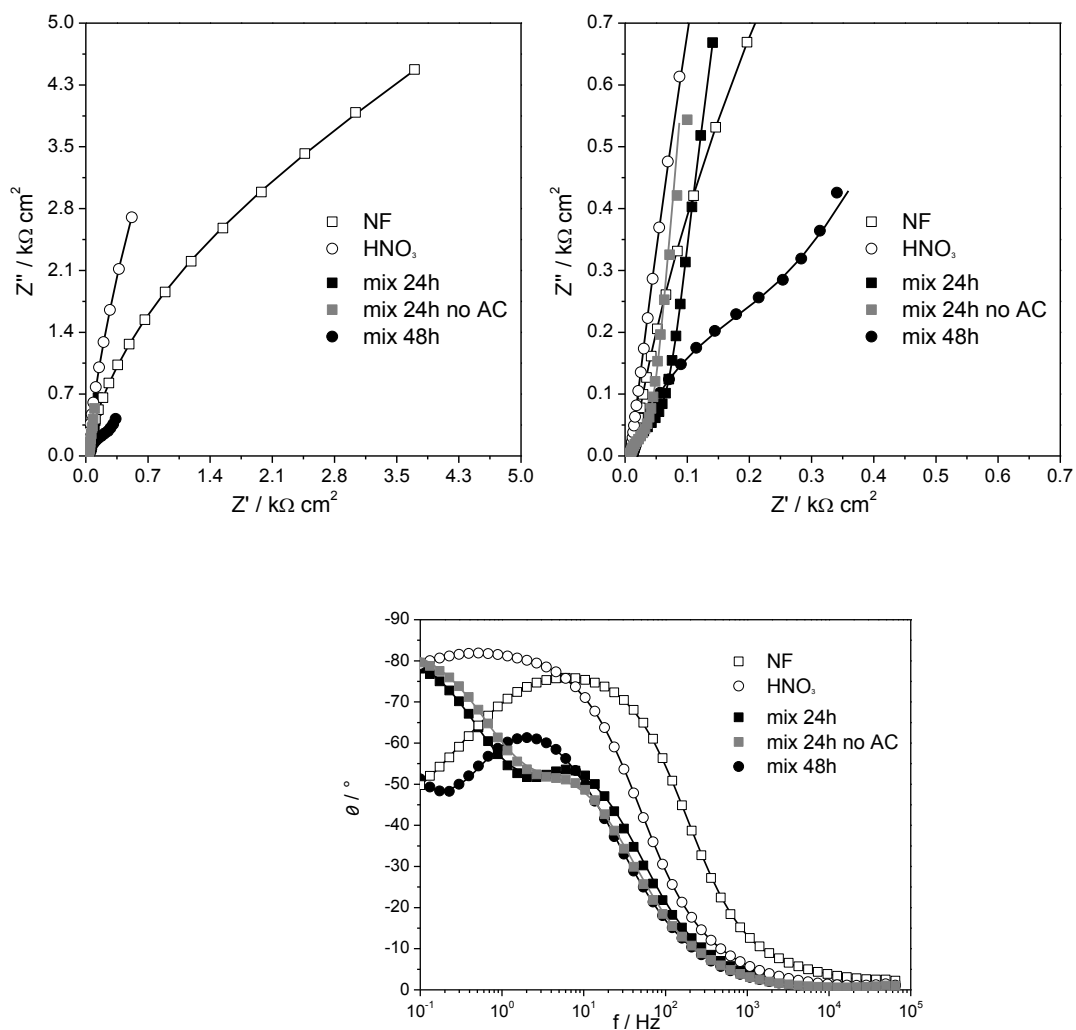 5.0
4.3
3.5
2.8
2.1
1.4
0.7
0.0
Z'' / kΩ cm²
NF
HNO₃
mix 24h
mix 24h no AC
mix 48h
0.0 0.7 1.4 2.1 2.8 3.5 4.3 5.0
Z' / kΩ cm²
0.7
0.6
0.5
0.4
0.3
0.2
0.1
0.0
Z'' / kΩ cm²
NF
HNO₃
mix 24h
mix 24h no AC
mix 48h
0.0 0.1 0.2 0.3 0.4 0.5 0.6 0.7
Z' / kΩ cm²
-90
-80
-70
-60
-50
-40
-30
-20
-10
0
θ / °
NF
HNO₃
mix 24h
mix 24h no AC
mix 48h
10⁻¹ 10⁰ 10¹ 10² 10³ 10⁴ 10⁵
f / Hz